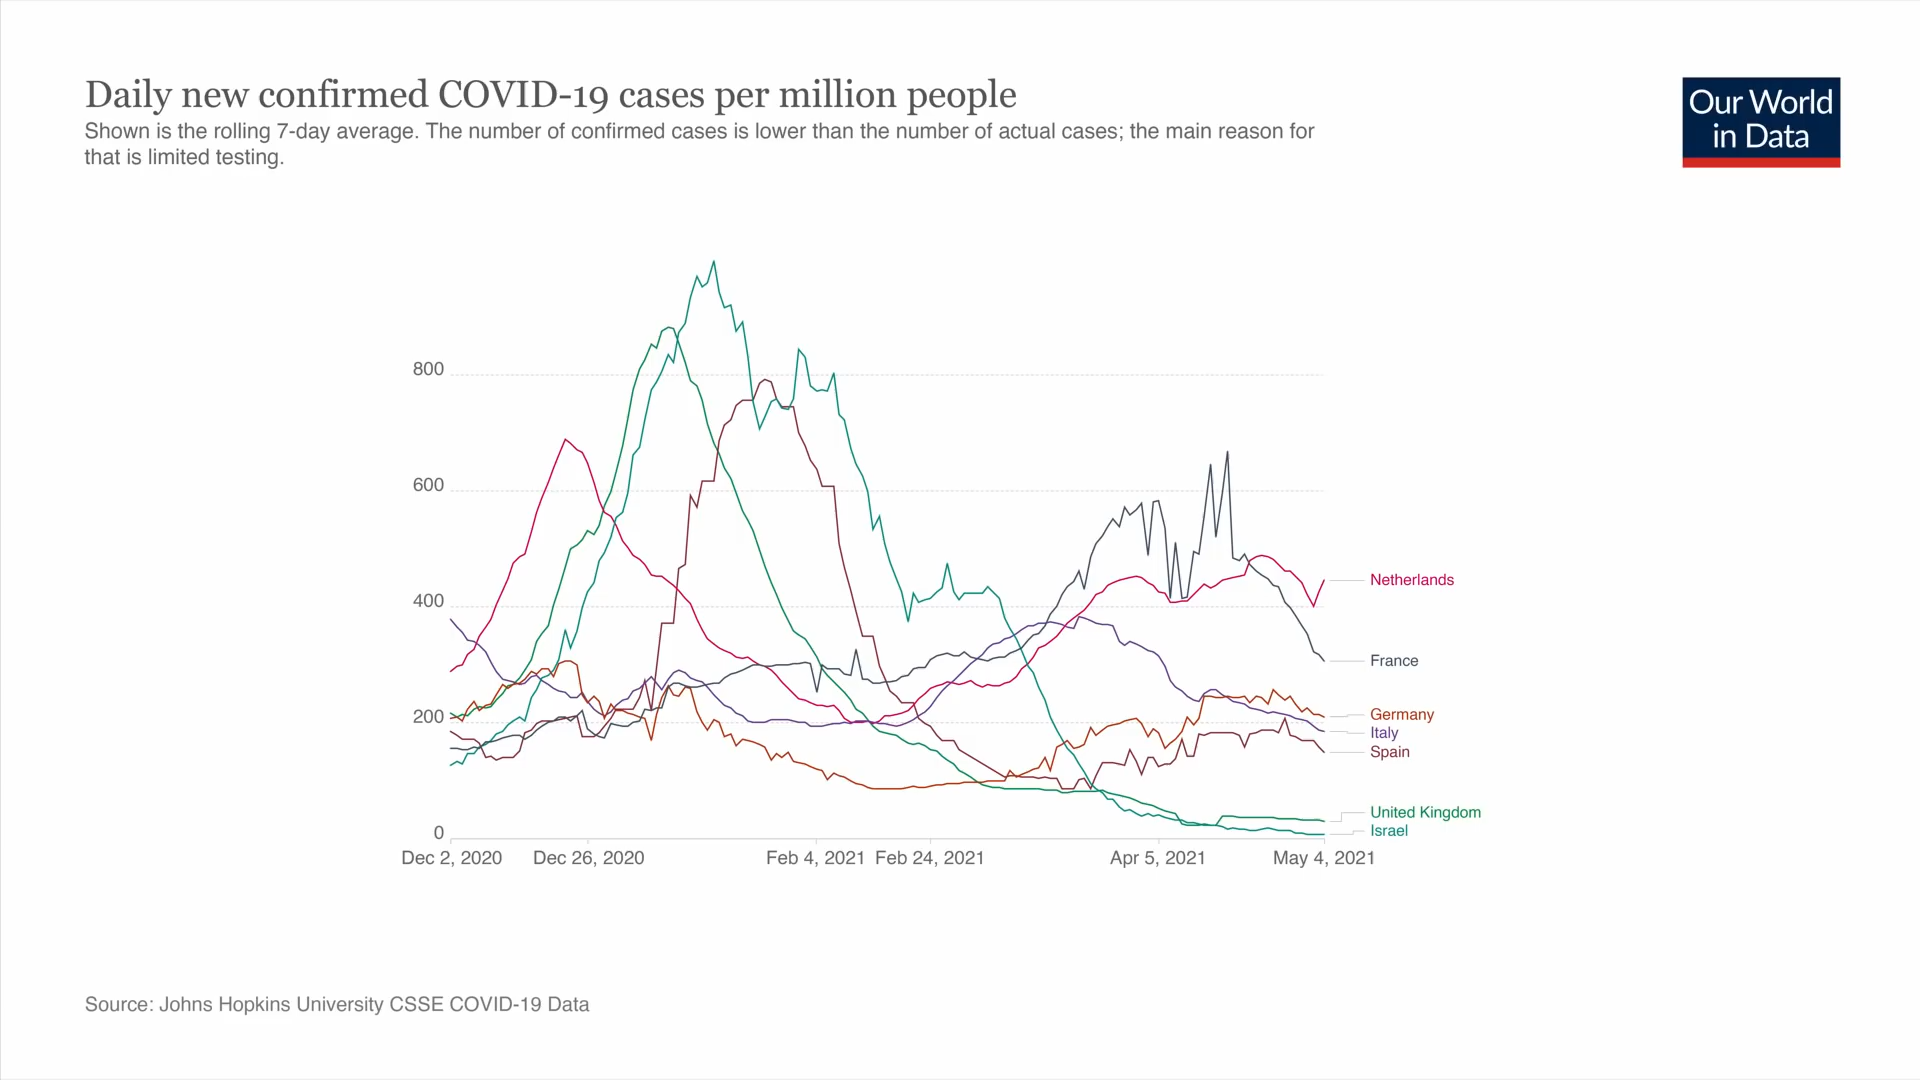 Daily new confirmed COVID-19 cases per million people
Shown is the rolling 7-day average. The number of confirmed cases is lower than the number of actual cases; the main reason for
that is limited testing.
Our World
in Data
800
600
400
200
0
Netherlands
France
Germany
Italy
Spain
United Kingdom
Israel
Dec 2, 2020
Dec 26, 2020
Feb 4, 2021
Feb 24, 2021
Apr 5, 2021
May 4, 2021
Source: Johns Hopkins University CSSE COVID-19 Data